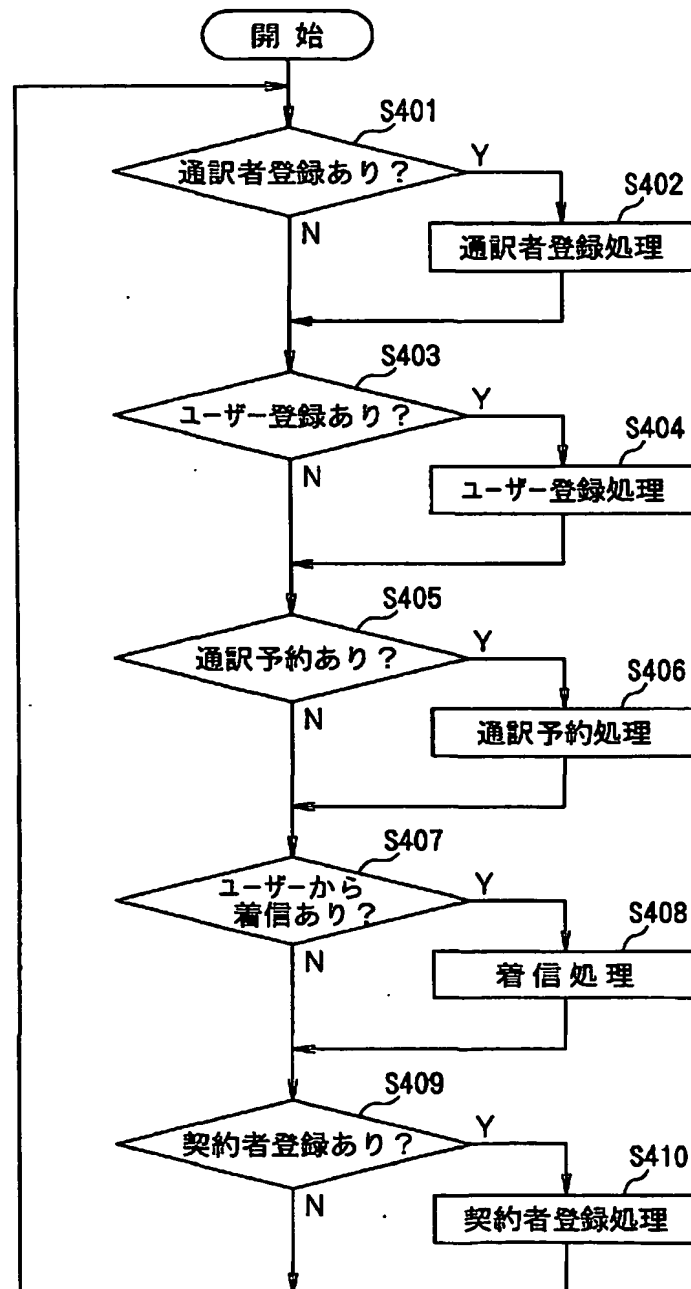 開始
S401
通訳者登録あり?
Y
N
S402
通訳者登録処理
S403
ユーザー登録あり?
Y
N
S404
ユーザー登録処理
S405
通訳予約あり?
Y
N
S406
通訳予約処理
S407
ユーザーから
着信あり?
Y
N
S408
着信処理
S409
契約者登録あり?
Y
N
S410
契約者登録処理